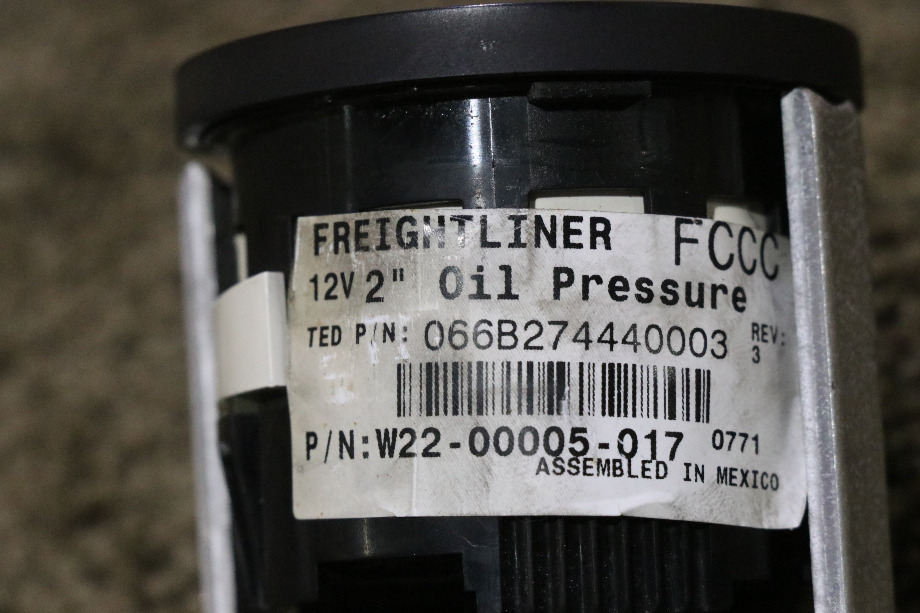 FREIGHTLINER FCCC
12V 2" Oil Pressure
TED P/N: 066B274440003 REV: 3
P/N:W22-00005-017 0771
ASSEMBLED IN MEXICO